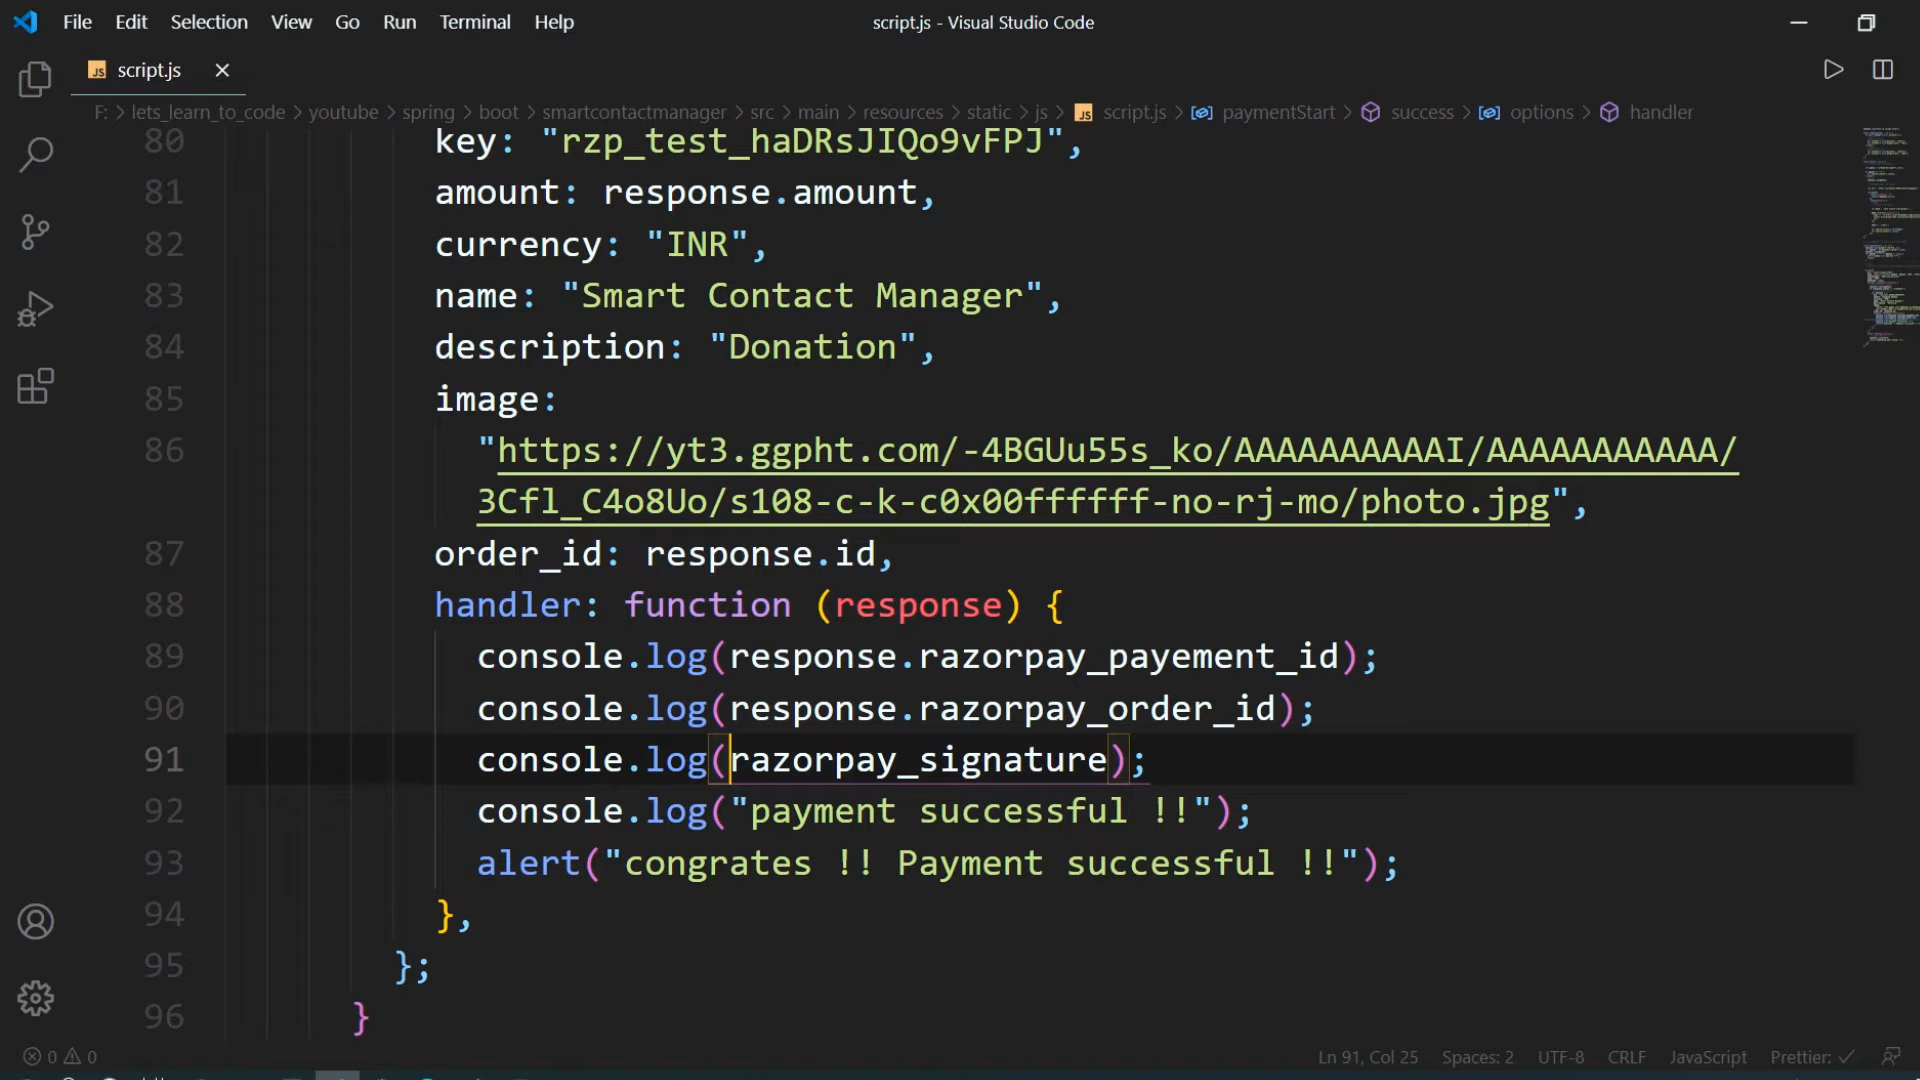 File Edit Selection View Go Run Terminal Help script.js - Visual Studio Code
JS script.js
F: > lets_learn_to_code > youtube > spring > boot > smartcontactmanager > src > main > resources > static > js > JS script.js > paymentStart > success > options > handler
80 key: "rzp_test_haDRsJIQo9vFPJ",
81 amount: response.amount,
82 currency: "INR",
83 name: "Smart Contact Manager",
84 description: "Donation",
85 image:
86 "https://yt3.ggpht.com/-4BGUu55s_ko/AAAAAAAAAAI/AAAAAAAAAAA/
3Cfl_C4o8Uo/s108-c-k-c0x00ffffff-no-rj-mo/photo.jpg",
87 order_id: response.id,
88 handler: function (response) {
89 console.log(response.razorpay_payement_id);
90 console.log(response.razorpay_order_id);
91 console.log(razorpay_signature);
92 console.log("payment successful !!");
93 alert("congrates !! Payment successful !!");
94 },
95 };
96 }
0 0 Ln 91, Col 25 Spaces: 2 UTF-8 CRLF JavaScript Prettier: ✓